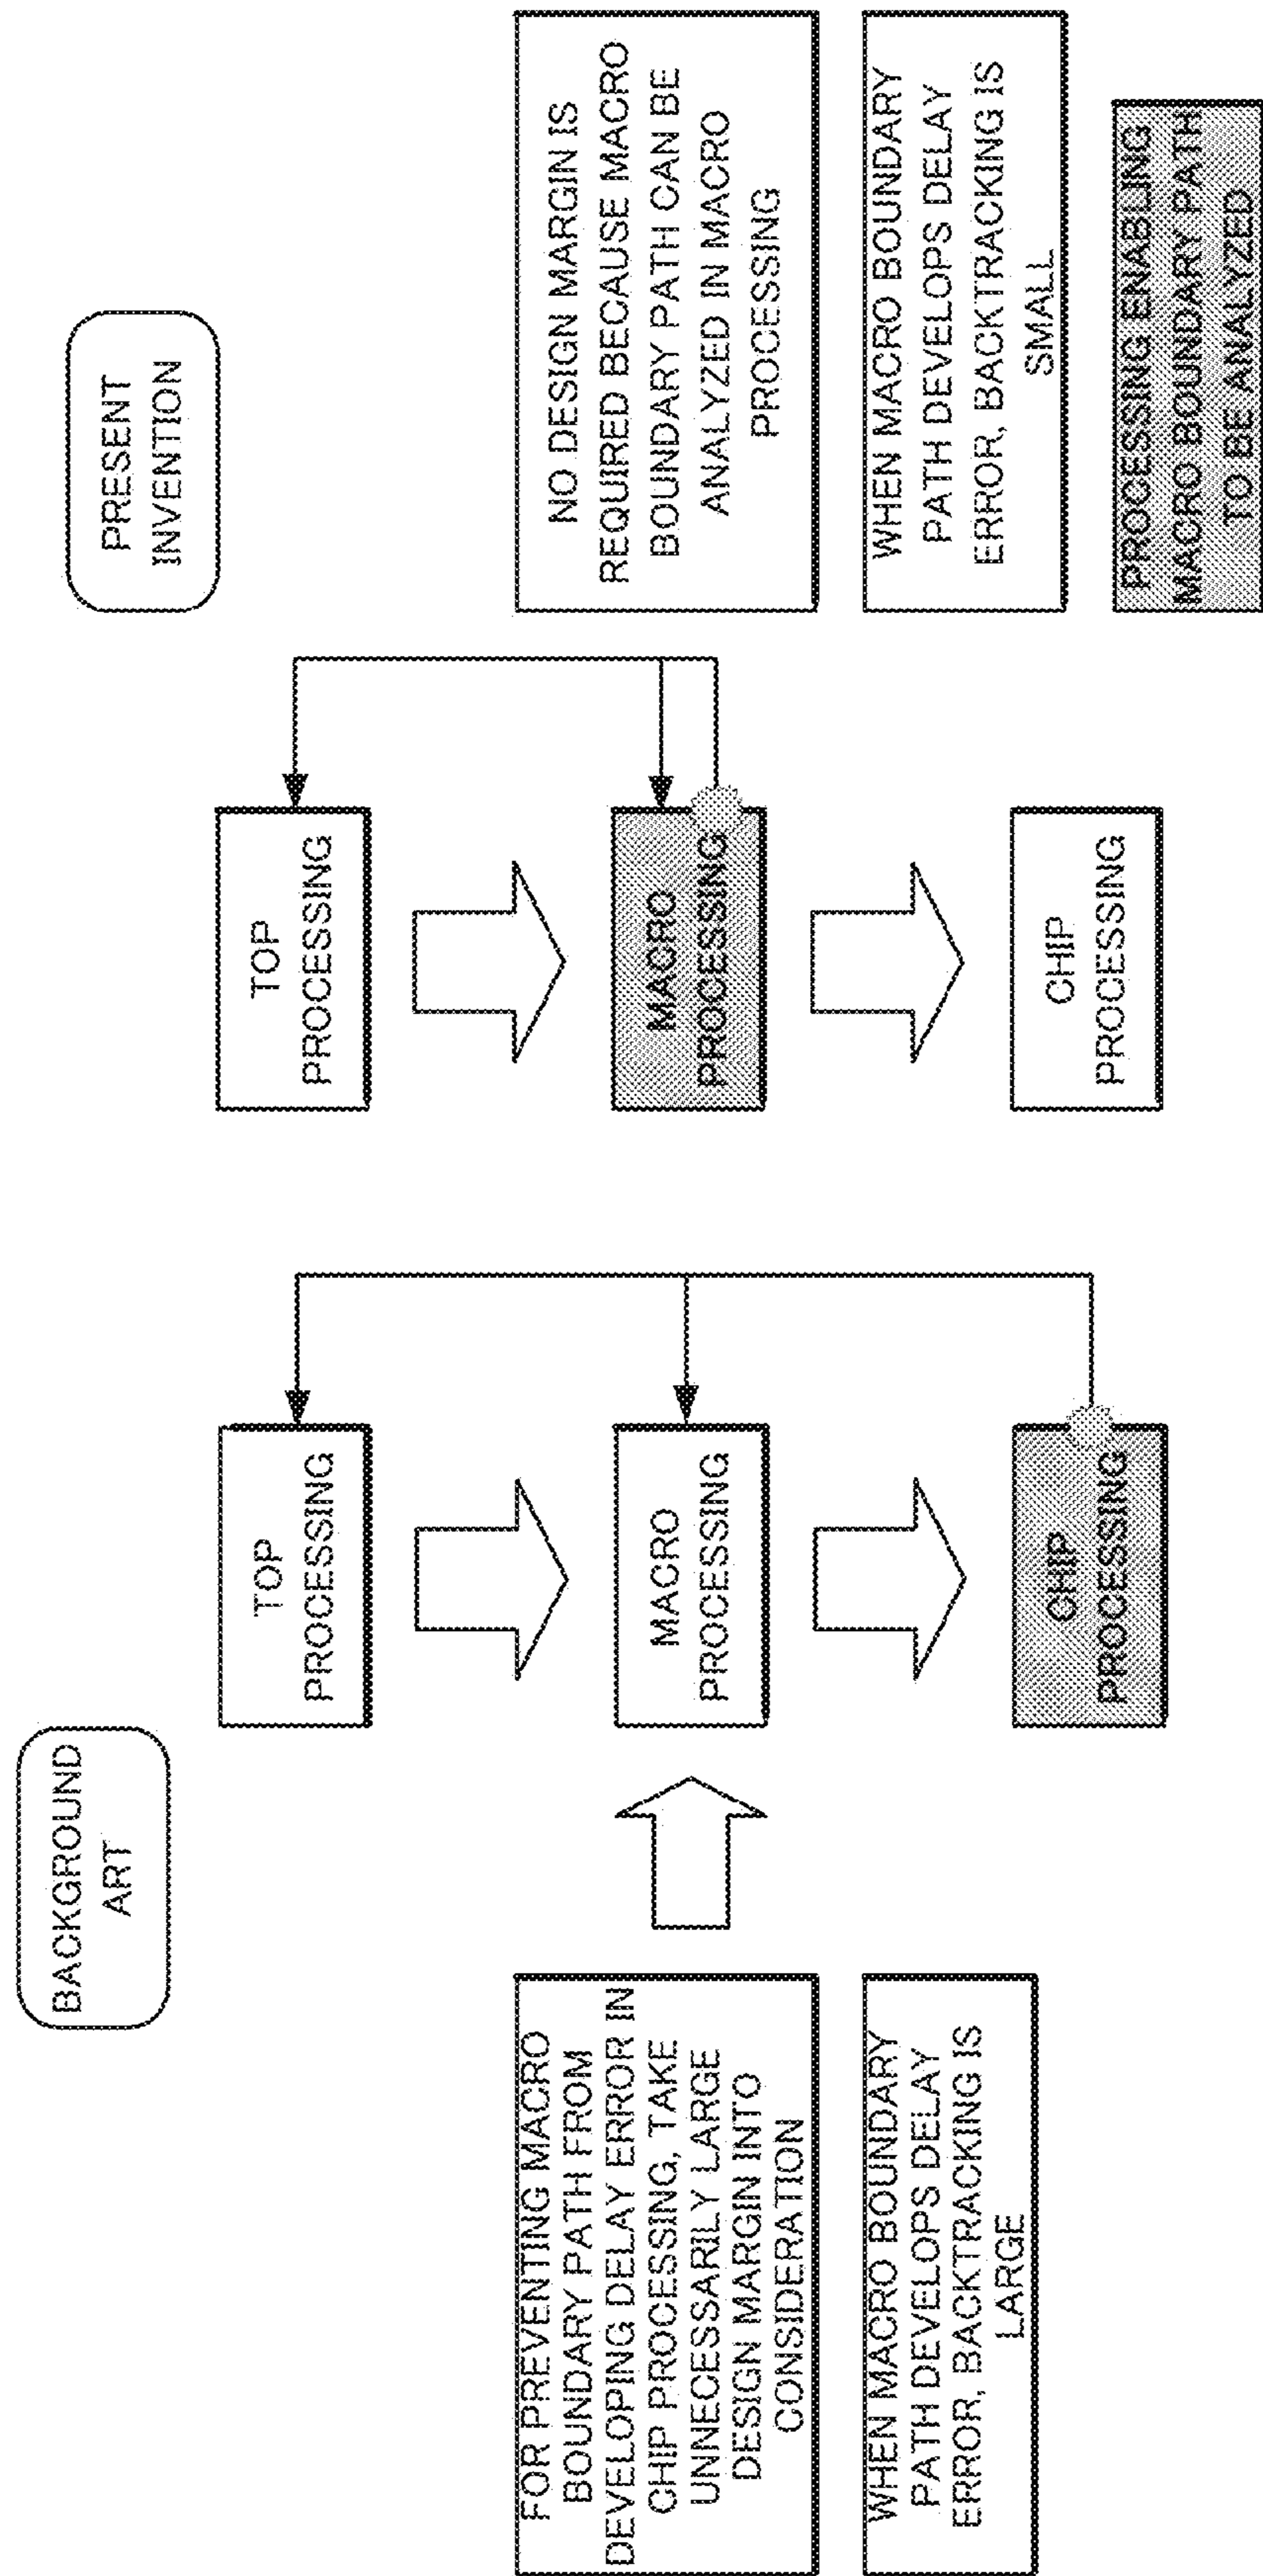 BACKGROUND
ART
FOR PREVENTING MACRO
BOUNDARY PATH FROM
DEVELOPING DELAY ERROR IN
CHIP PROCESSING, TAKE
UNNECESSARILY LARGE
DESIGN MARGIN INTO
CONSIDERATION
WHEN MACRO BOUNDARY
PATH DEVELOPS DELAY
ERROR, BACKTRACKING IS
LARGE
TOP
PROCESSING
MACRO
PROCESSING
CHIP
PROCESSING
PRESENT
INVENTION
TOP
PROCESSING
MACRO
PROCESSING
CHIP
PROCESSING
NO DESIGN MARGIN IS
REQUIRED BECAUSE MACRO
BOUNDARY PATH CAN BE
ANALYZED IN MACRO
PROCESSING
WHEN MACRO BOUNDARY
PATH DEVELOPS DELAY
ERROR, BACKTRACKING IS
SMALL
PROCESSING ENABLING
MACRO BOUNDARY PATH
TO BE ANALYZED